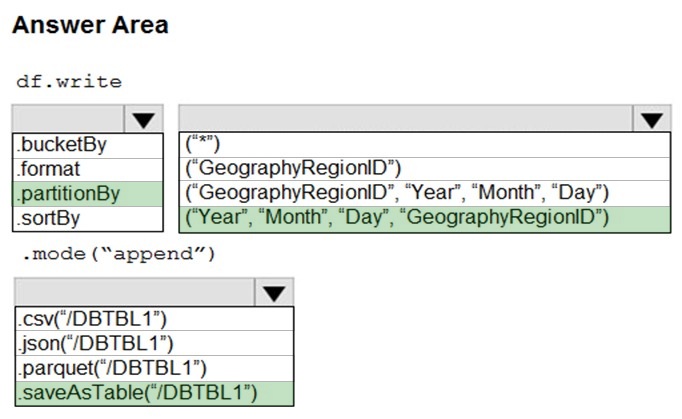 Answer Area
df.write
.bucketBy
.format
.partitionBy
.sortBy
(“*”)
(“GeographyRegionID”)
(“GeographyRegionID”, “Year”, “Month”, “Day”)
(“Year”, “Month”, “Day”, “GeographyRegionID”)
.mode(“append”)
.csv(“/DBTBL1”)
.json(“/DBTBL1”)
.parquet(“/DBTBL1”)
.saveAsTable(“/DBTBL1”)